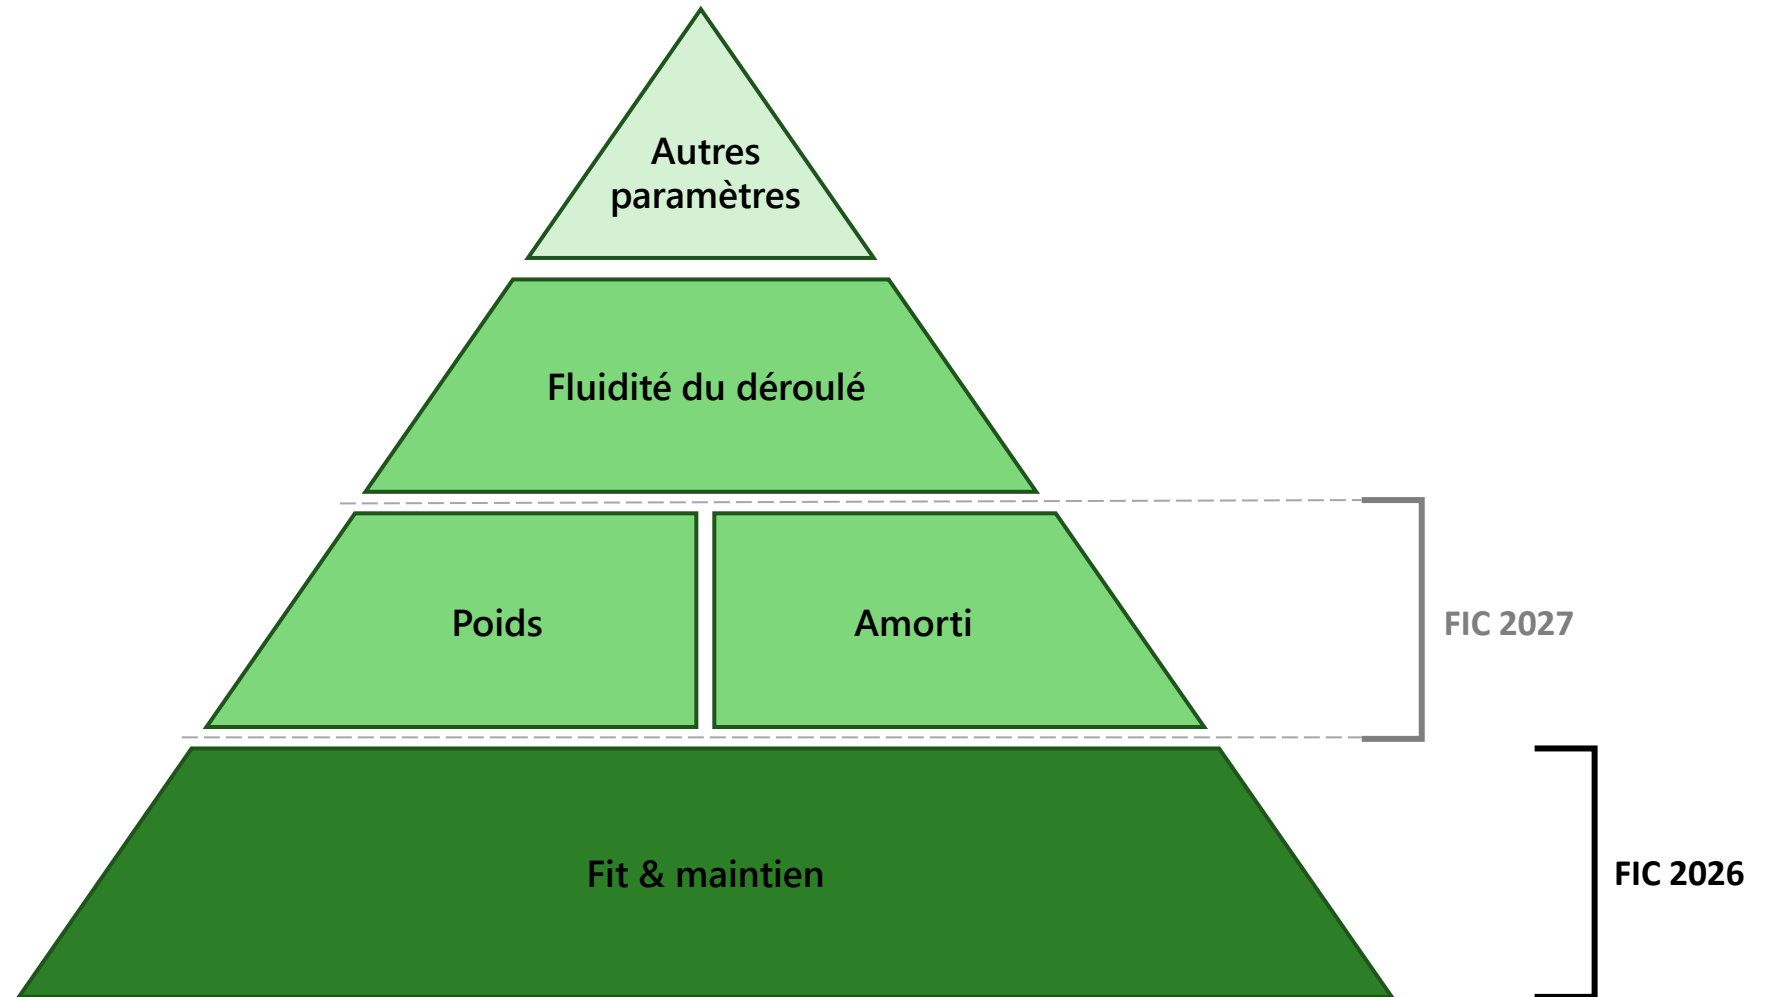 Autres
paramètres
Fluidité du déroulé
Poids
Amorti
FIC 2027
Fit & maintien
FIC 2026